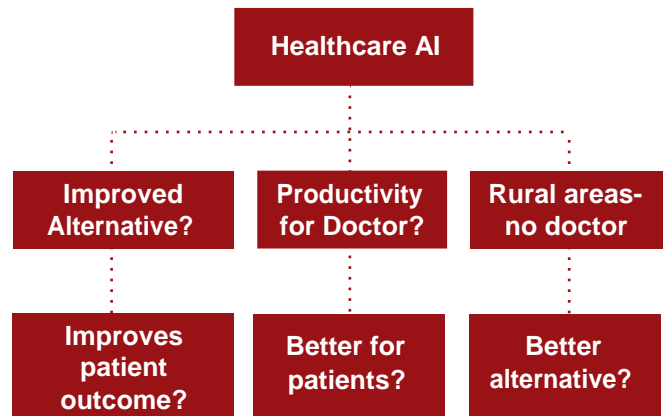 Healthcare AI
Improved
Alternative?
Productivity
for Doctor?
Rural areas-
no doctor
Improves
patient
outcome?
Better for
patients?
Better
alternative?